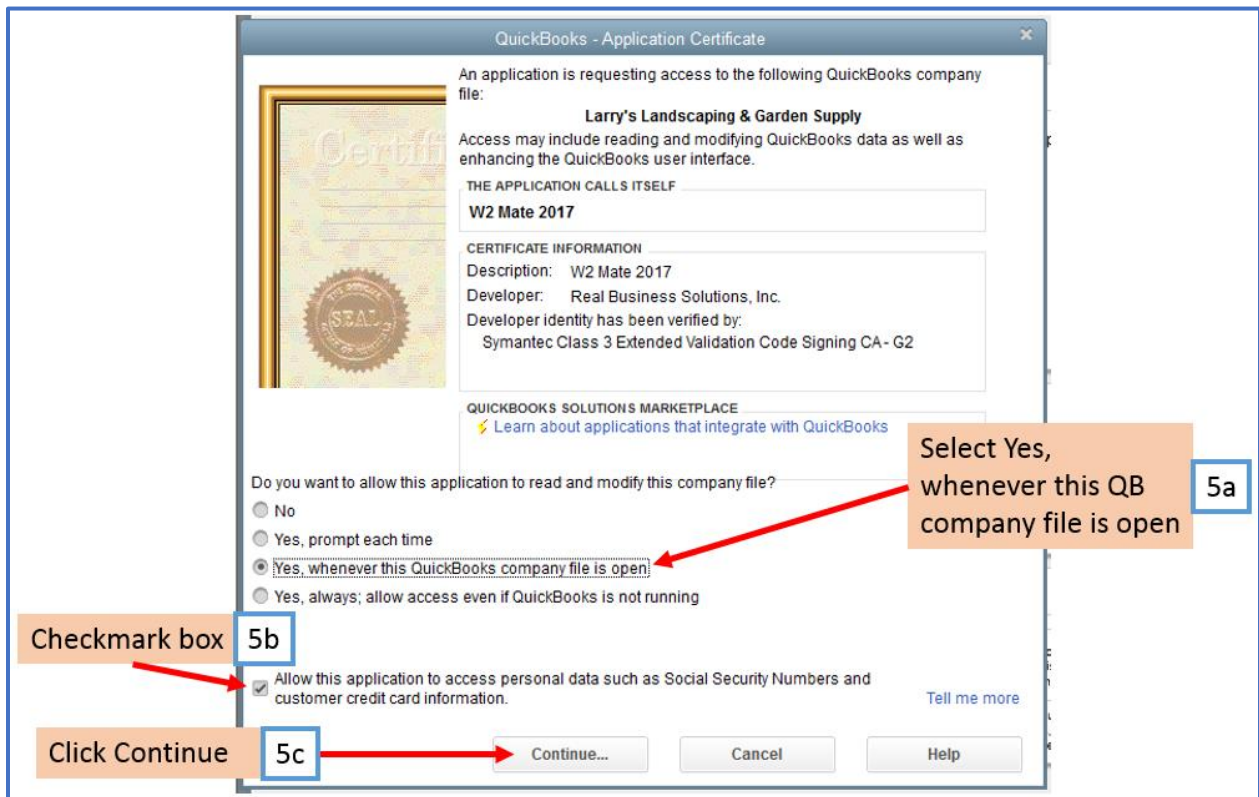 QuickBooks - Application Certificate
An application is requesting access to the following QuickBooks company
file:
Larry's Landscaping & Garden Supply
Access may include reading and modifying QuickBooks data as well as
enhancing the QuickBooks user interface.
THE APPLICATION CALLS ITSELF
W2 Mate 2017
CERTIFICATE INFORMATION
Description: W2 Mate 2017
Developer: Real Business Solutions, Inc.
Developer identity has been verified by:
Symantec Class 3 Extended Validation Code Signing CA - G2
Certifi
SEAL
QUICKBOOKS SOLUTIONS MARKETPLACE
Learn about applications that integrate with QuickBooks
Select Yes,
whenever this QB
company file is open
5a
Do you want to allow this application to read and modify this company file?
No
Yes, prompt each time
Yes, whenever this QuickBooks company file is open
Yes, always; allow access even if QuickBooks is not running
Checkmark box 5b
Allow this application to access personal data such as Social Security Numbers and
customer credit card information.
Tell me more
Click Continue 5c
Continue...
Cancel
Help